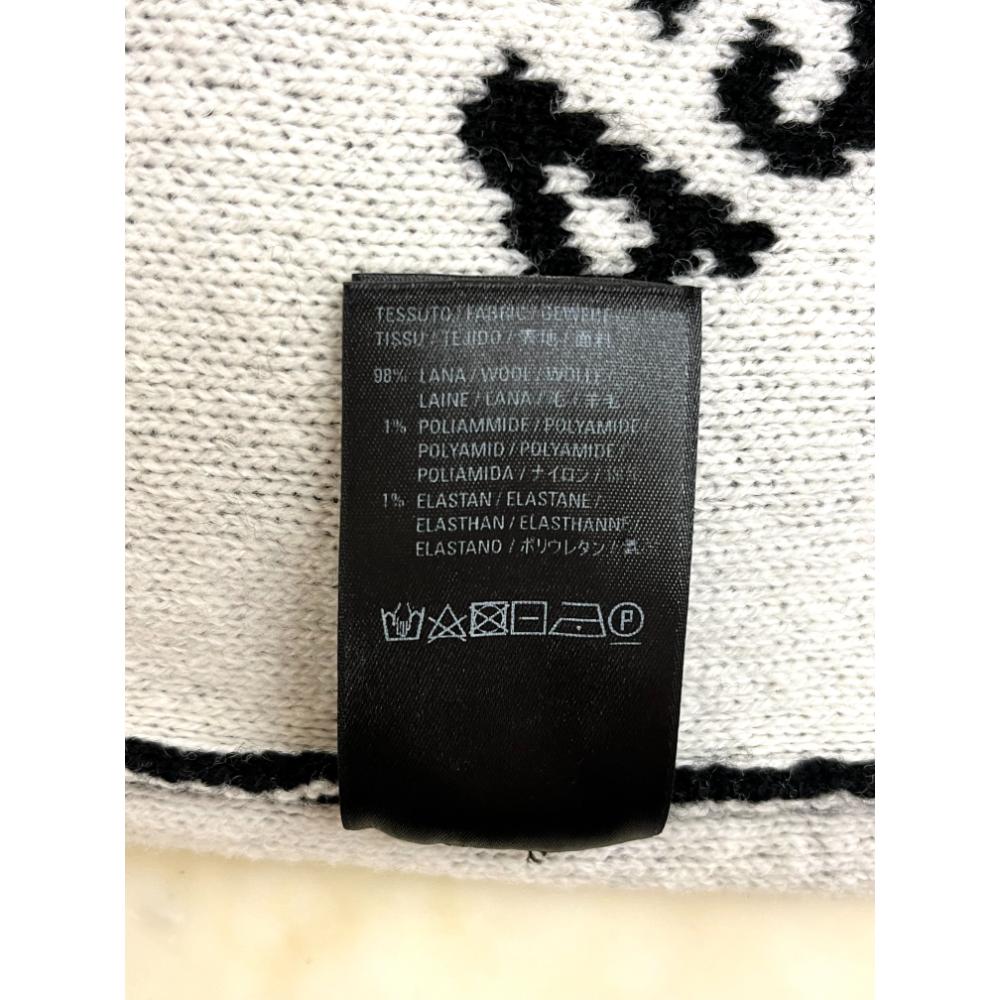 TESSUTO / FABRIC / GEWEBE /
TISSU / TEJIDO / 表地 / 面料
98% LANA / WOOL / WOLLE /
LAINE / LANA /毛 / 羊毛
1% POLIAMMIDE / POLYAMIDE /
POLYAMID / POLYAMIDE /
POLIAMIDA / ナイロン /
1% ELASTAN / ELASTANE /
ELASTHAN / ELASTHANNE /
ELASTANO / ポリウレタン /
P